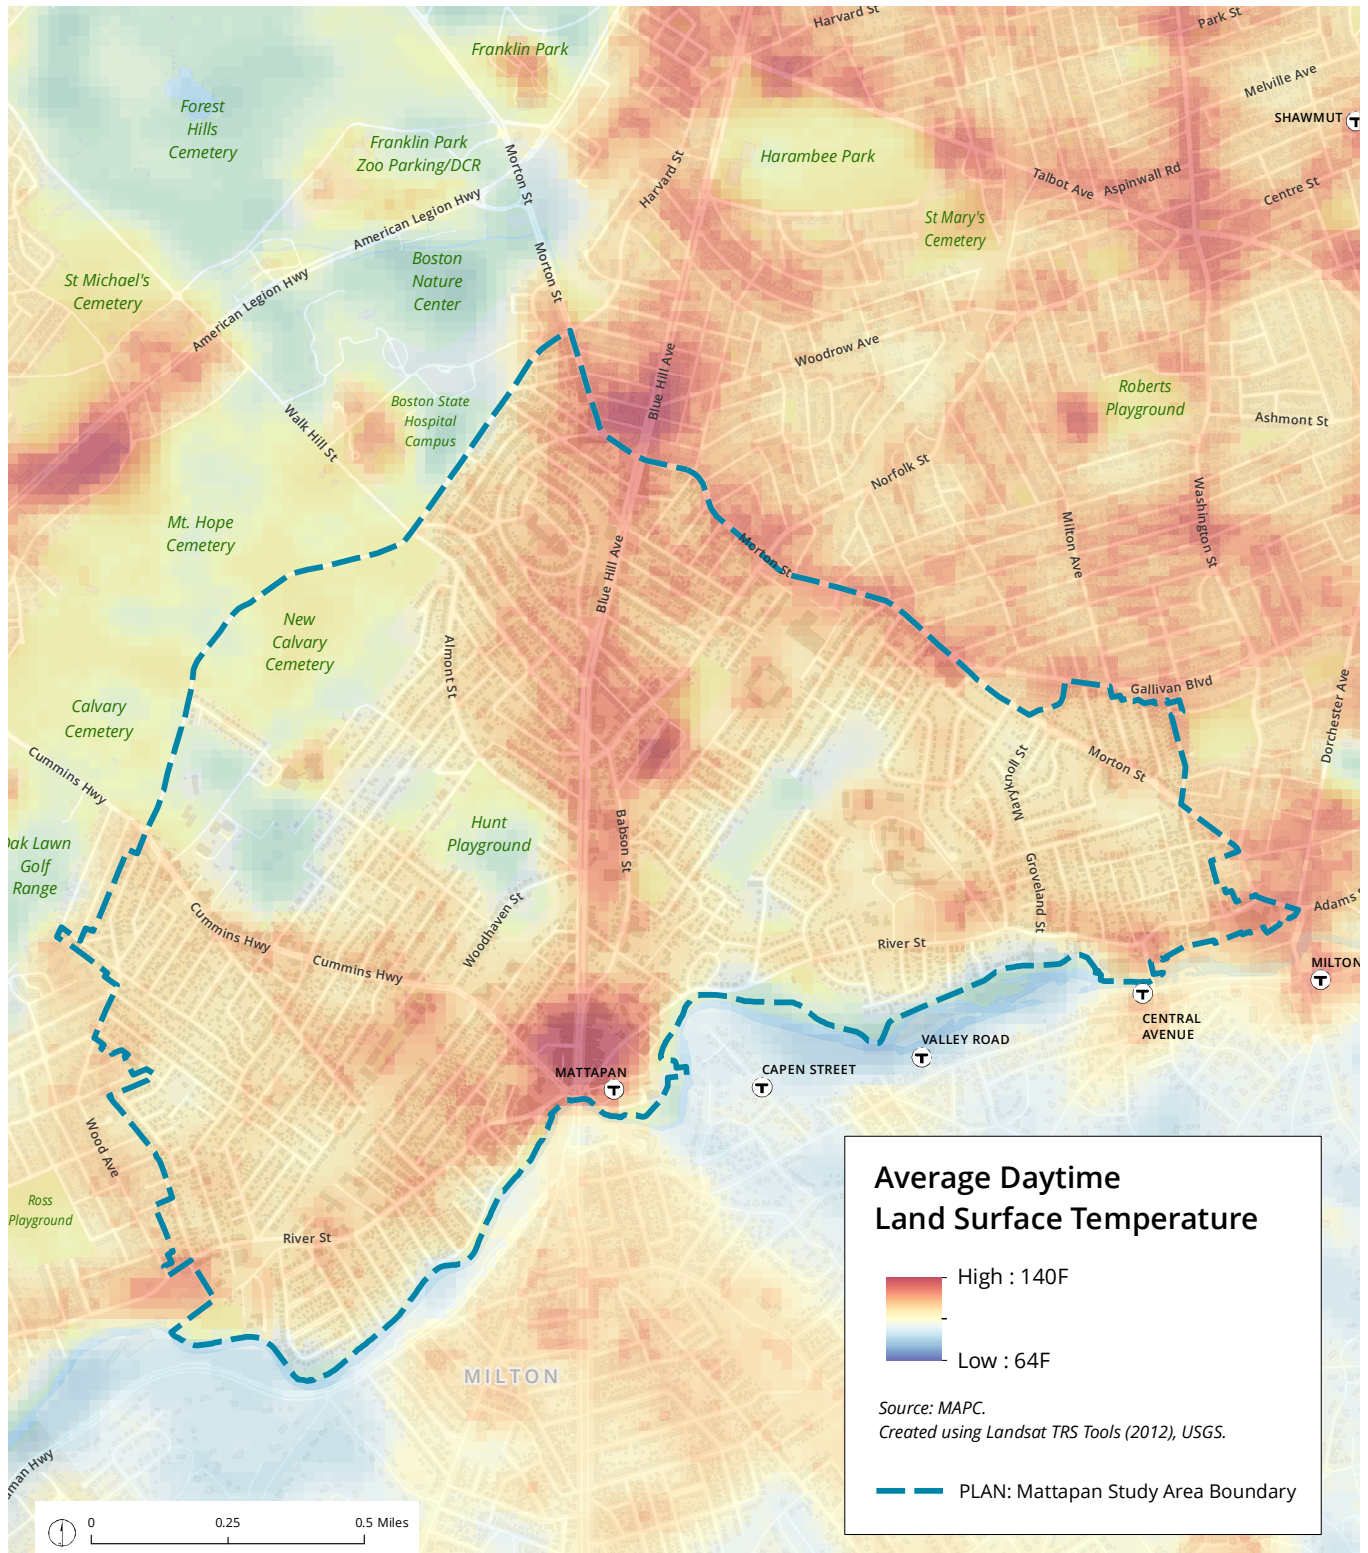 Harvard St
Park St
Franklin Park
Melville Ave
Forest
Hills
Cemetery
SHAWMUT
T
Franklin Park
Zoo Parking/DCR
Morton St
Harvard St
Harambee Park
Talbot Ave
Aspinwall Rd
Centre St
American Legion Hwy
St Mary's
Cemetery
Boston
Nature
Center
Morton St
St Michael's
Cemetery
American Legion Hwy
Blue Hill Ave
Woodrow Ave
Roberts
Playground
Boston State
Hospital
Campus
Walk Hill St
Ashmont St
Norfolk St
Washington St
Mt. Hope
Cemetery
Milton Ave
Blue Hill Ave
Morton St
New
Calvary
Cemetery
Almont St
Gallivan Blvd
Dorchester Ave
Calvary
Cemetery
Cummins Hwy
Maryknoll St
Morton St
Hunt
Playground
Babson St
Oak Lawn
Golf
Range
Groveland St
Adams
Cummins Hwy
Woodhaven St
River St
Cummins Hwy
MILTON
T
T
CENTRAL
AVENUE
VALLEY ROAD
T
MATTAPAN
T
CAPEN STREET
T
Wood Ave
Ross
Playground
River St
MILTON
Average Daytime
Land Surface Temperature
High : 140F
Low : 64F
Source: MAPC.
Created using Landsat TRS Tools (2012), USGS.
PLAN: Mattapan Study Area Boundary
man Hwy
0
0.25
0.5 Miles